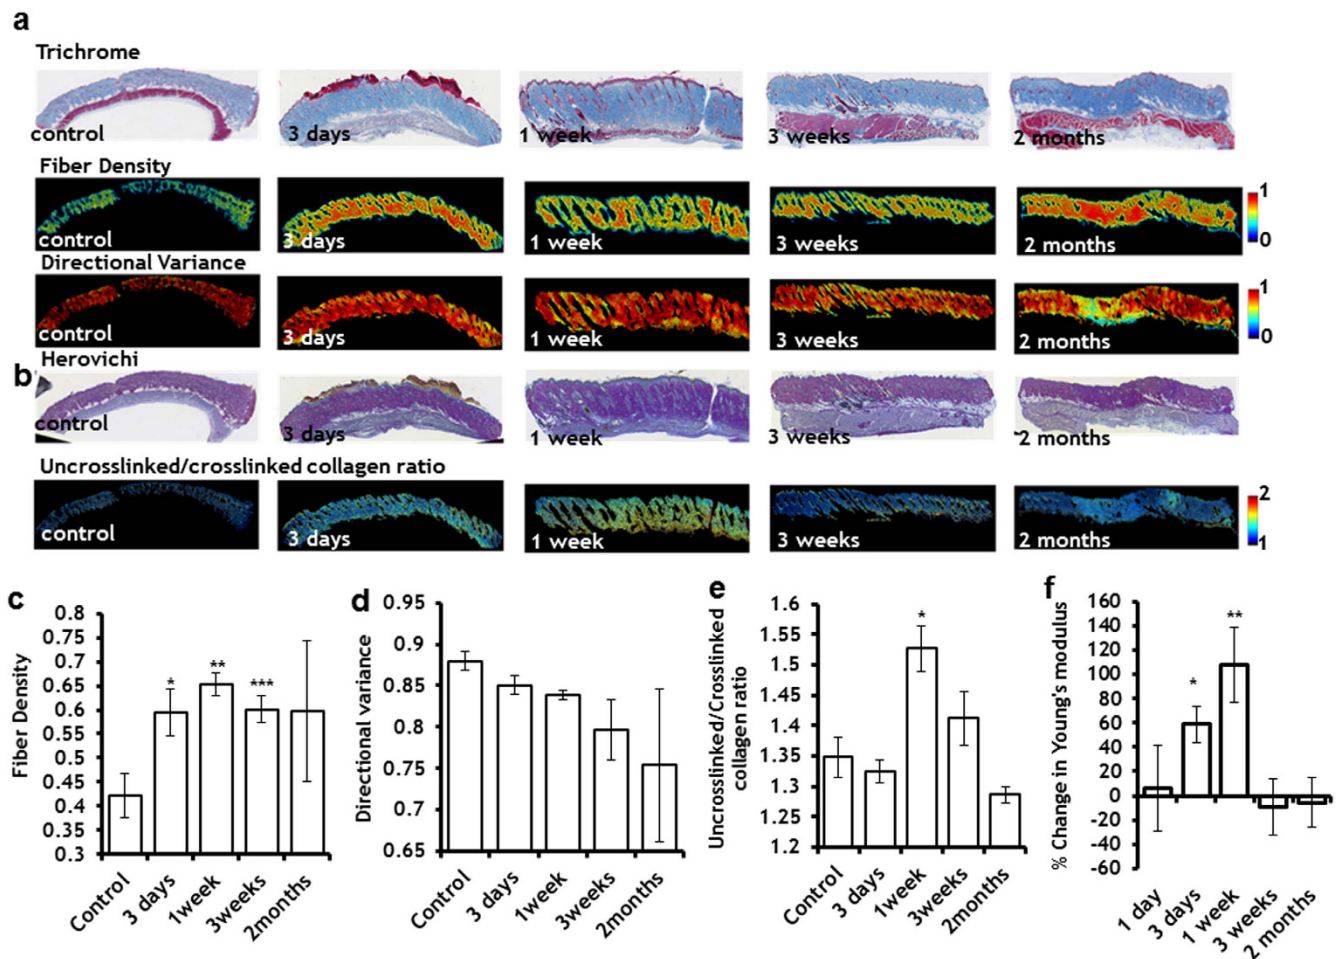 a
Trichrome
control
3 days
1 week
3 weeks
2 months
Fiber Density
control
3 days
1 week
3 weeks
2 months
1
0
Directional Variance
control
3 days
1 week
3 weeks
2 months
1
0
b
Herovichi
control
3 days
1 week
3 weeks
2 months
Uncrosslinked/crosslinked collagen ratio
control
3 days
1 week
3 weeks
2 months
2
1
c
Fiber Density
0.8
0.75
0.7
0.65
0.6
0.55
0.5
0.45
0.4
0.35
0.3
*
**
***
Control
3 days
1week
3weeks
2months
d
Directional variance
0.95
0.9
0.85
0.8
0.75
0.7
0.65
Control
3 days
1week
3weeks
2months
e
Uncrosslinked/Crosslinked
collagen ratio
1.6
1.55
1.5
1.45
1.4
1.35
1.3
1.25
1.2
*
Control
3 days
1week
3weeks
2months
f
% Change in Young's modulus
160
140
120
100
80
60
40
20
0
-20
-40
-60
*
**
1 day
3 days
1 week
3 weeks
2 months